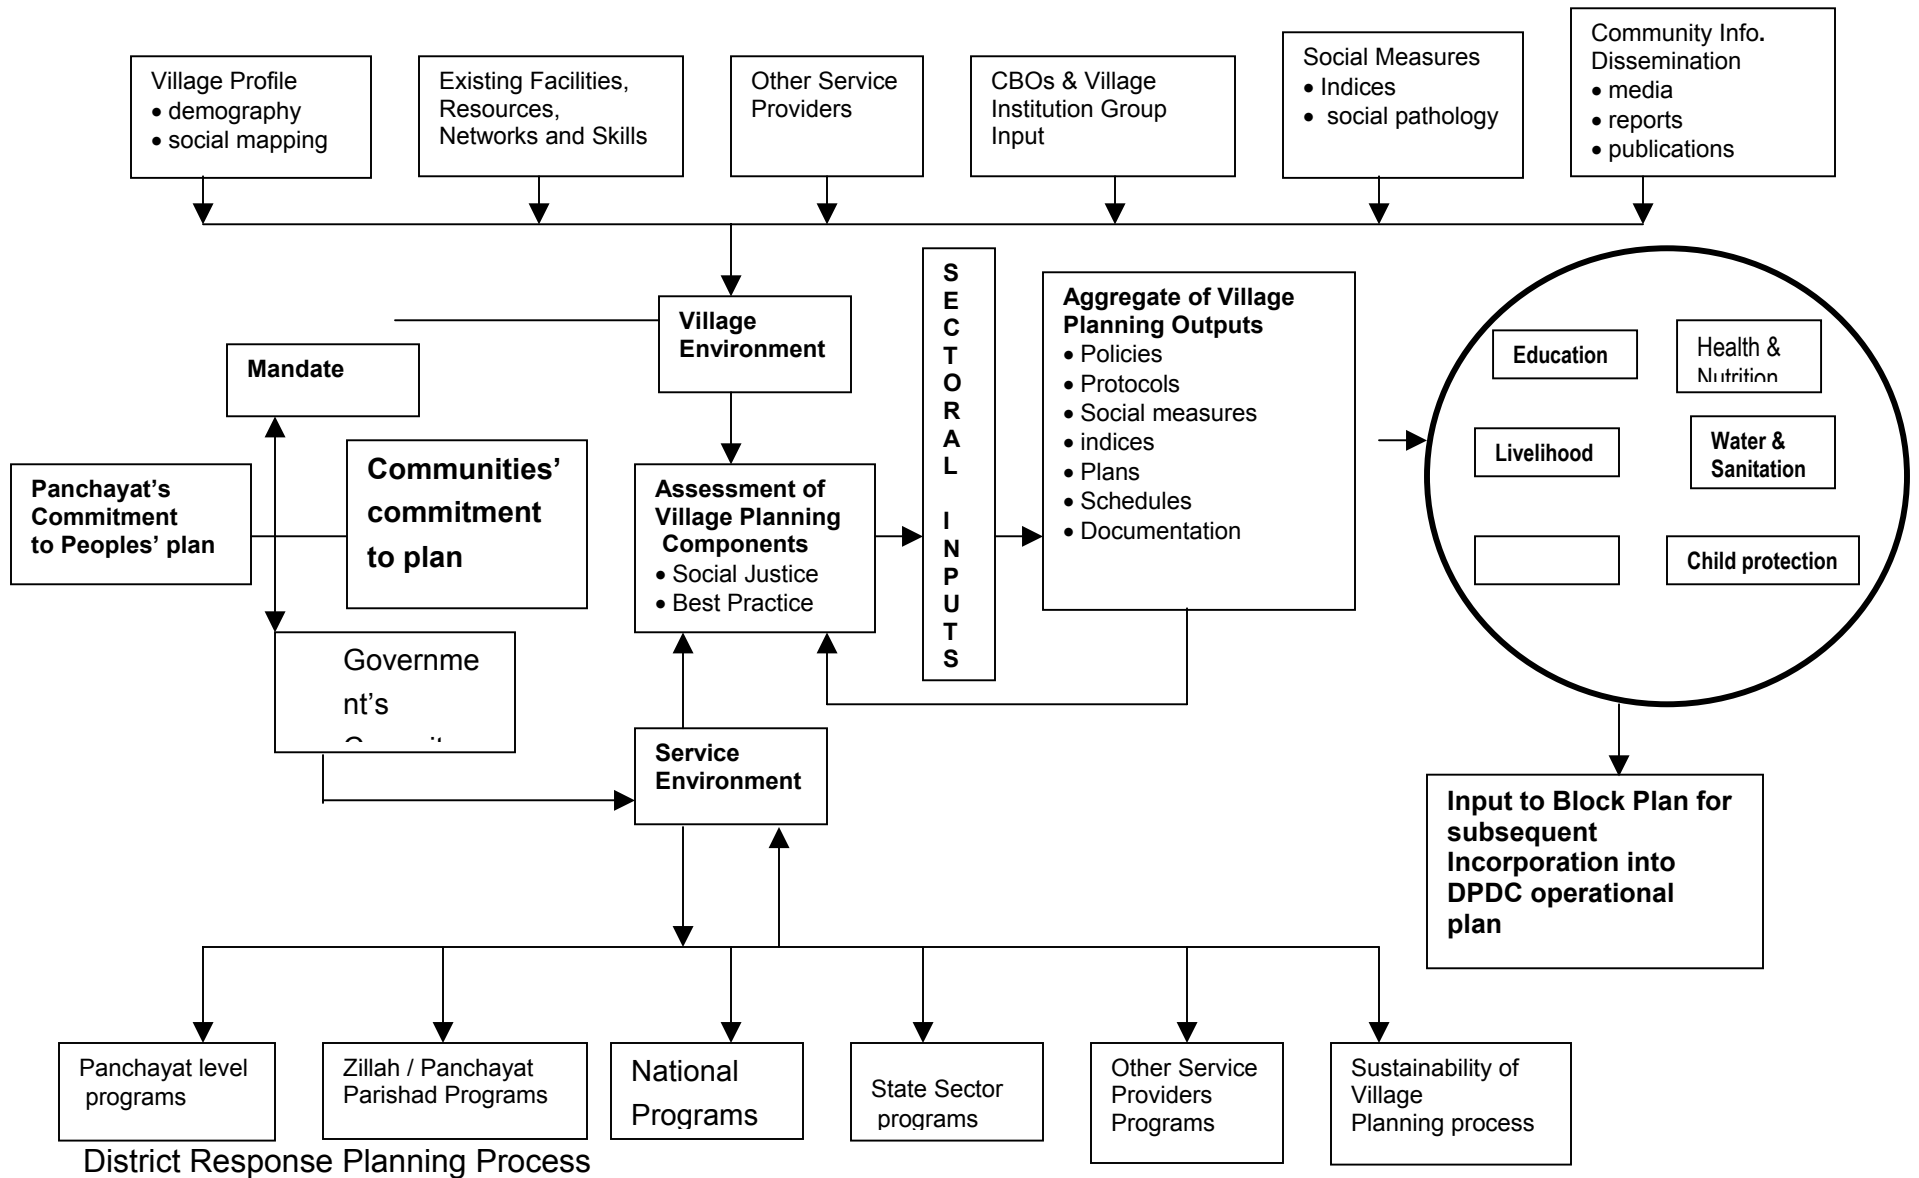 Village Profile
• demography
• social mapping
Existing Facilities,
Resources,
Networks and Skills
Other Service
Providers
CBOs & Village
Institution Group
Input
Social Measures
• Indices
• social pathology
Community Info.
Dissemination
• media
• reports
• publications
Village
Environment
Mandate
Panchayat’s
Commitment
to Peoples’ plan
Communities’
commitment
to plan
Governme
nt’s
Assessment of
Village Planning
Components
• Social Justice
• Best Practice
Service
Environment
SECTORAL INPUTS
Aggregate of Village
Planning Outputs
• Policies
• Protocols
• Social measures
• indices
• Plans
• Schedules
• Documentation
Education
Health &
Nutrition
Livelihood
Water &
Sanitation
Child protection
Input to Block Plan for
subsequent
Incorporation into
DPDC operational
plan
Panchayat level
programs
Zillah / Panchayat
Parishad Programs
National
Programs
State Sector
programs
Other Service
Providers
Programs
Sustainability of
Village
Planning process
District Response Planning Process